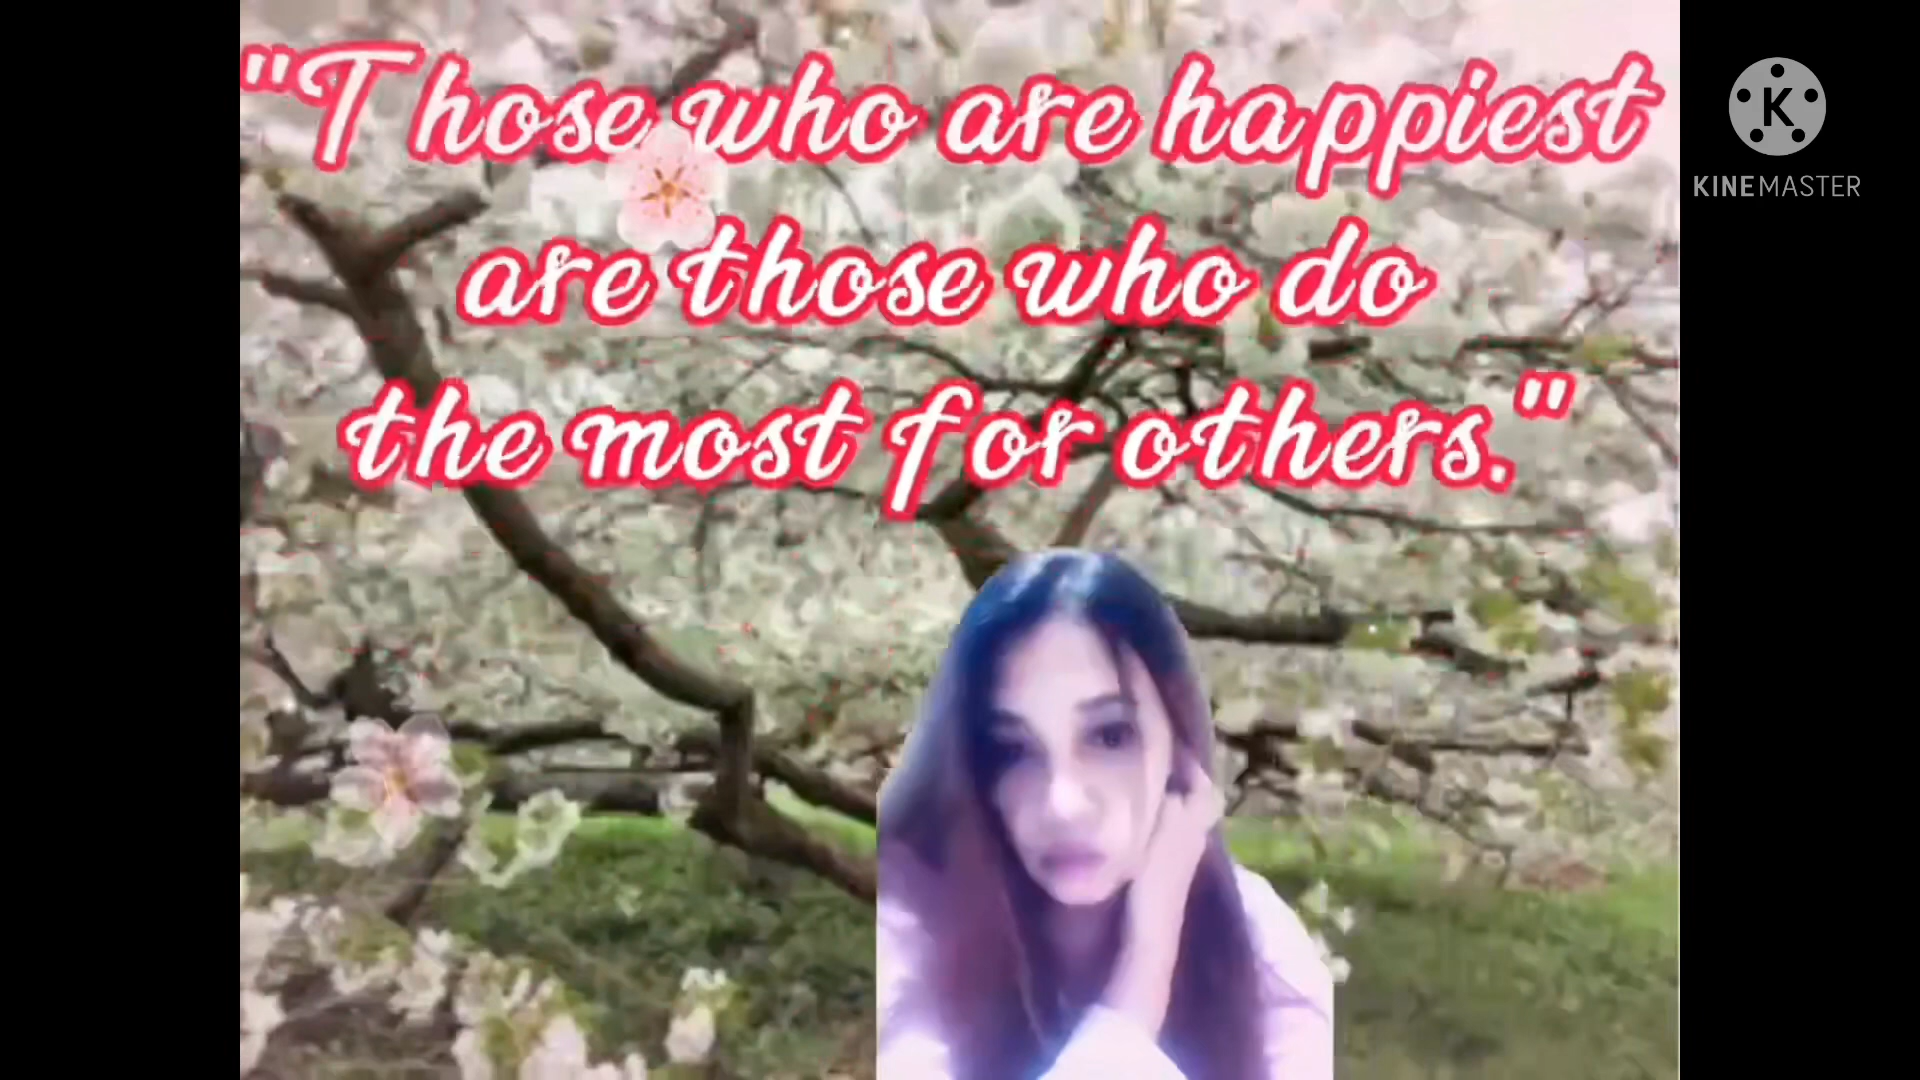 "Those who are happiest
are those who do
the most for others."
K
KINEMASTER